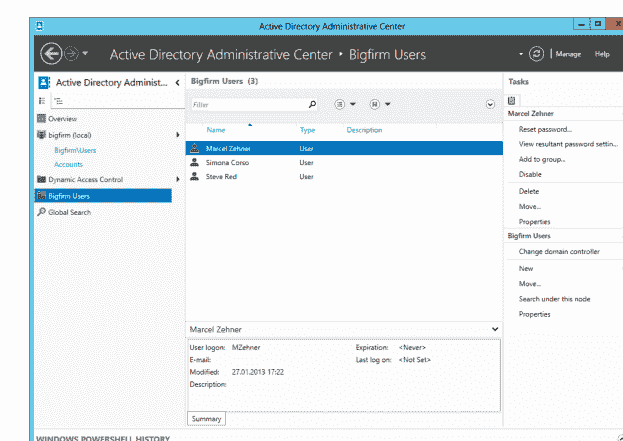 Active Directory Administrative Center
Active Directory Administrative Center • Bigfirm Users
Manage
Help
Active Directory Administ...
Overview
bigfirm (local)
Bigfirm\Users
Accounts
Dynamic Access Control
Bigfirm Users
Global Search
Bigfirm Users (3)
Filter
Name Type Description
Marcel Zehner User
Simona Corso User
Steve Red User
Marcel Zehner
User logon: MZehner Expiration: <Never>
E-mail: Last log on: <Not Set>
Modified: 27.01.2013 17:22
Description:
Summary
Tasks
Marcel Zehner
Reset password...
View resultant password settin...
Add to group...
Disable
Delete
Move...
Properties
Bigfirm Users
Change domain controller
New
Move...
Search under this node
Properties
WINDOWS POWERSHELL HISTORY